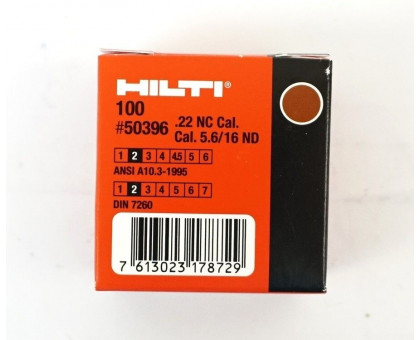 HILTI®
100
#50396 .22 NC Cal.
Cal. 5.6/16 ND
1 2 3 4 4.5 5 6
ANSI A10.3-1995
1 2 3 4 5 6 7
DIN 7260
7 613023 178729